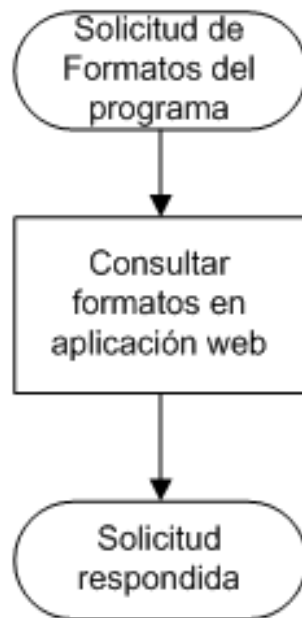 Solicitud de
Formatos del
programa
Consultar
formatos en
aplicación web
Solicitud
respondida